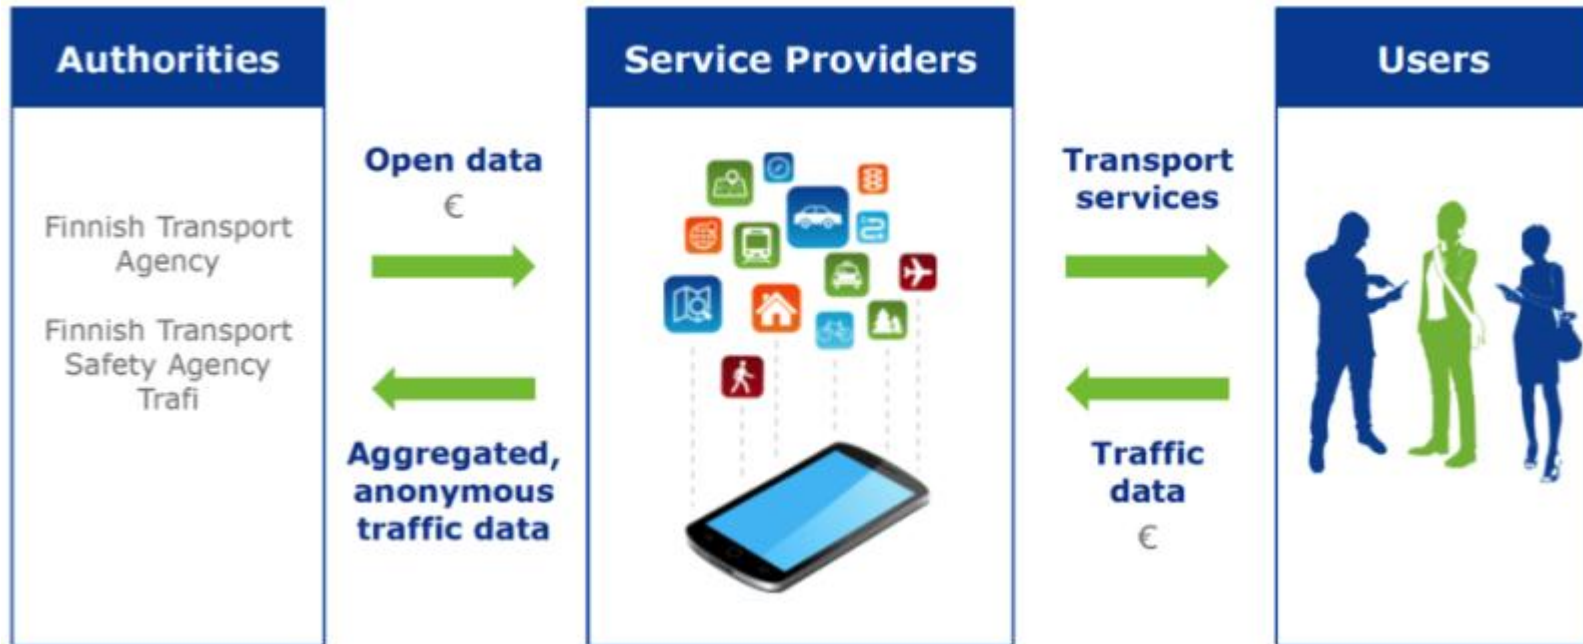 Authorities
Finnish Transport
Agency
Finnish Transport
Safety Agency
Trafi
Open data
€
Aggregated,
anonymous
traffic data
Service Providers
Transport
services
Traffic
data
€
Users